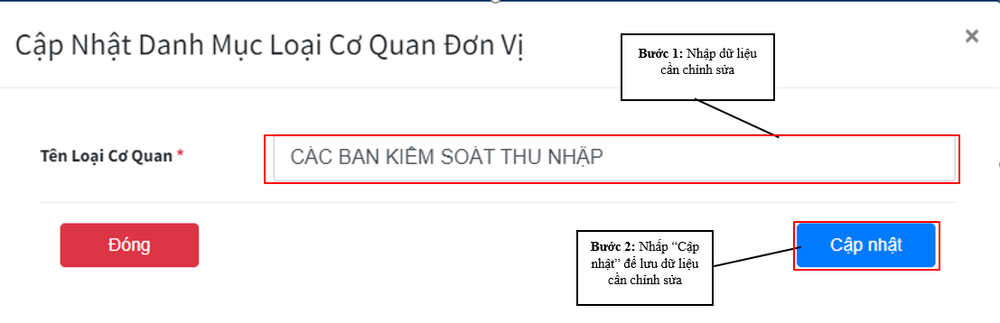 Cập Nhật Danh Mục Loại Cơ Quan Đơn Vị
×
Bước 1: Nhập dữ liệu
cần chỉnh sửa
Tên Loại Cơ Quan *
CÁC BAN KIỂM SOÁT THU NHẬP
Đóng
Bước 2: Nhấp “Cập
nhật” để lưu dữ liệu
cần chỉnh sửa
Cập nhật